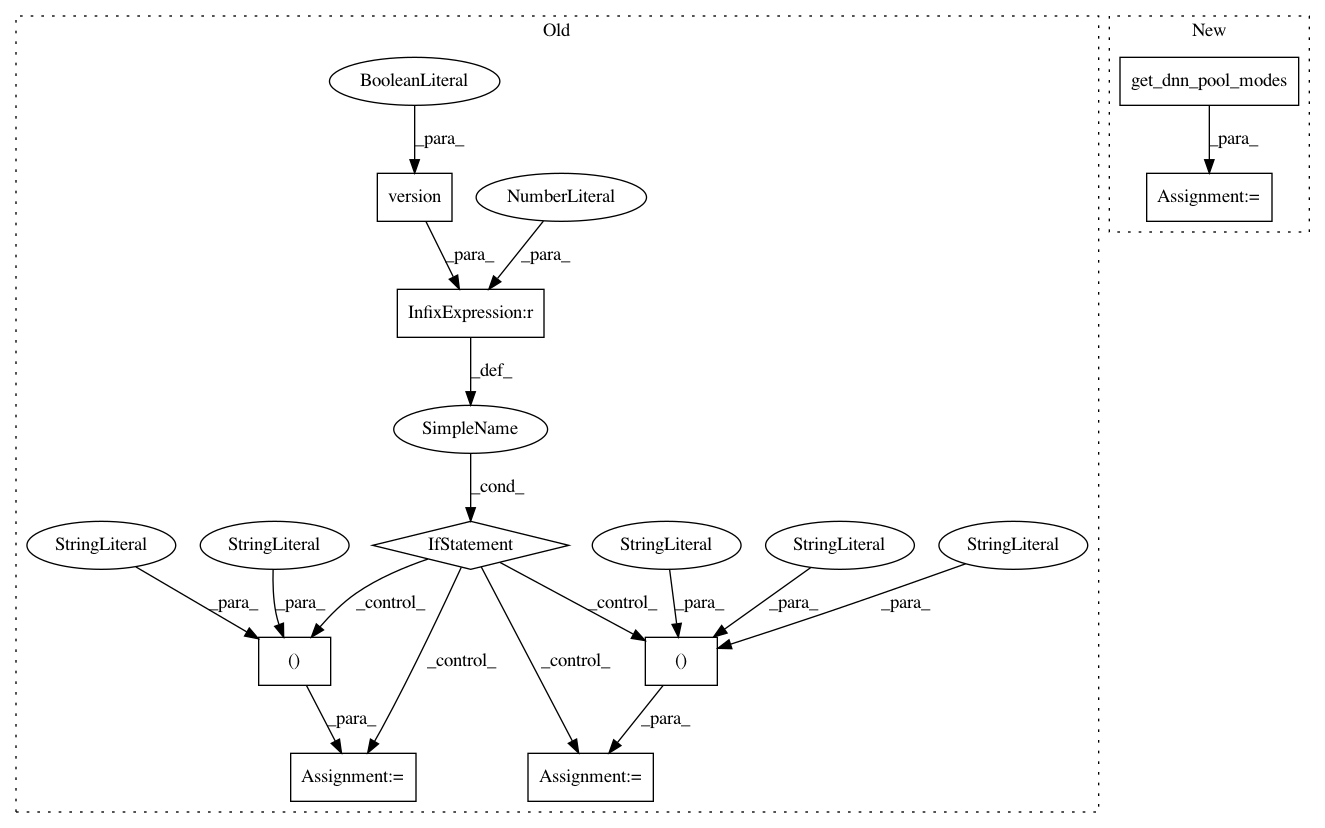 Old
New
BooleanLiteral
get_dnn_pool_modes
_para_
_para_
version
NumberLiteral
Assignment:=
_para_
_para_
InfixExpression:r
_def_
SimpleName
_cond_
StringLiteral
StringLiteral
IfStatement
StringLiteral
StringLiteral
StringLiteral
_para_
_para_
_control_
_control_
_para_
_para_
_para_
()
_control_
_control_
()
_para_
_para_
Assignment:=
Assignment:=